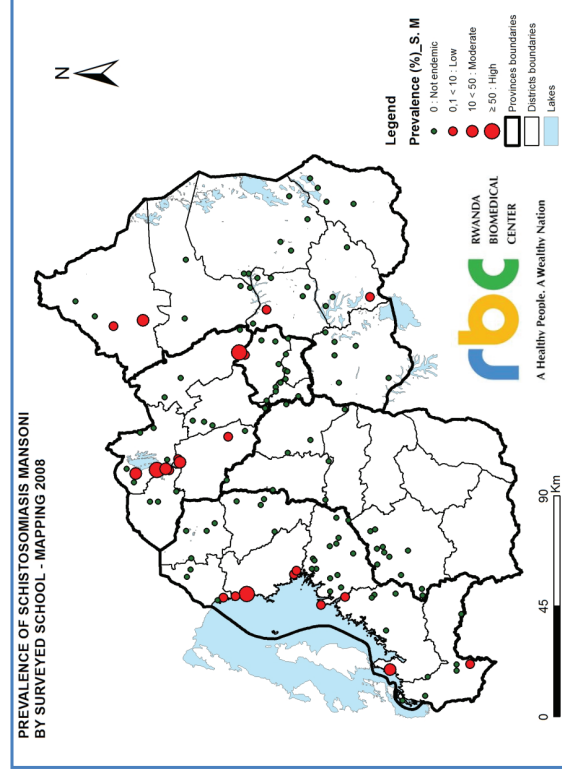 PREVALENCE OF SCHISTOSOMIASIS MANSONI
BY SURVEYED SCHOOL - MAPPING 2008
N
Legend
Prevalence (%)_S. M
0 : Not endemic
0,1 < 10 : Low
10 < 50 : Moderate
≥ 50 : High
Provinces boundaries
Districts boundaries
Lakes
rbc
RWANDA
BIOMEDICAL
CENTER
A Healthy People. A Wealthy Nation
0 45 90
Km